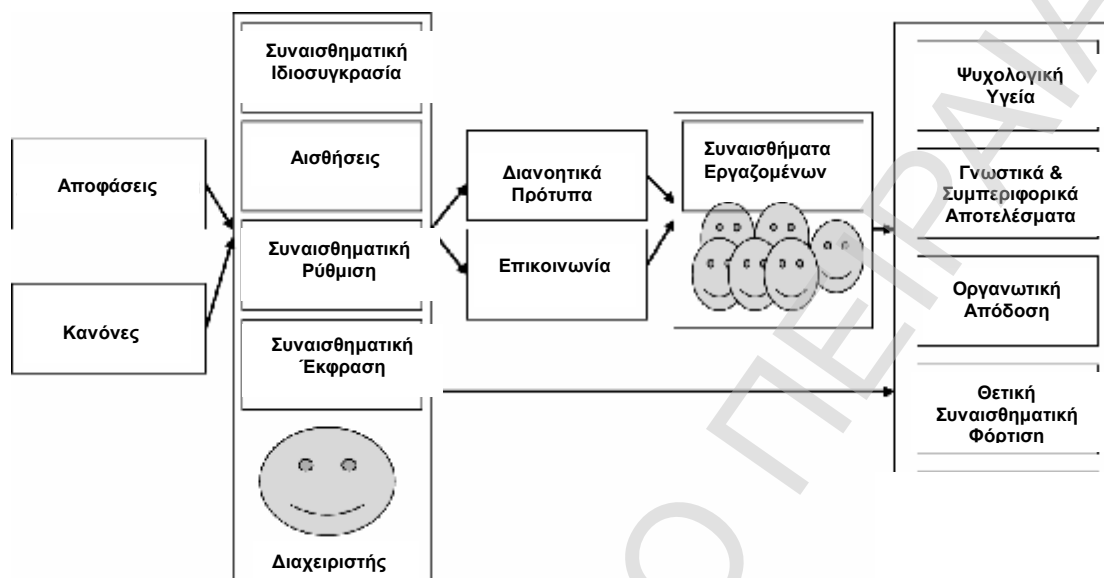 Αποφάσεις
Κανόνες
Συναισθηματική
Ιδιοσυγκρασία
Αισθήσεις
Συναισθηματική
Ρύθμιση
Συναισθηματική
Έκφραση
Διαχειριστής
Διανοητικά
Πρότυπα
Επικοινωνία
Συναισθήματα
Εργαζομένων
Ψυχολογική
Υγεία
Γνωστικά &
Συμπεριφορικά
Αποτελέσματα
Οργανωτική
Απόδοση
Θετική
Συναισθηματική
Φόρτιση
Ο ΠΕΙΡΑΙΑ